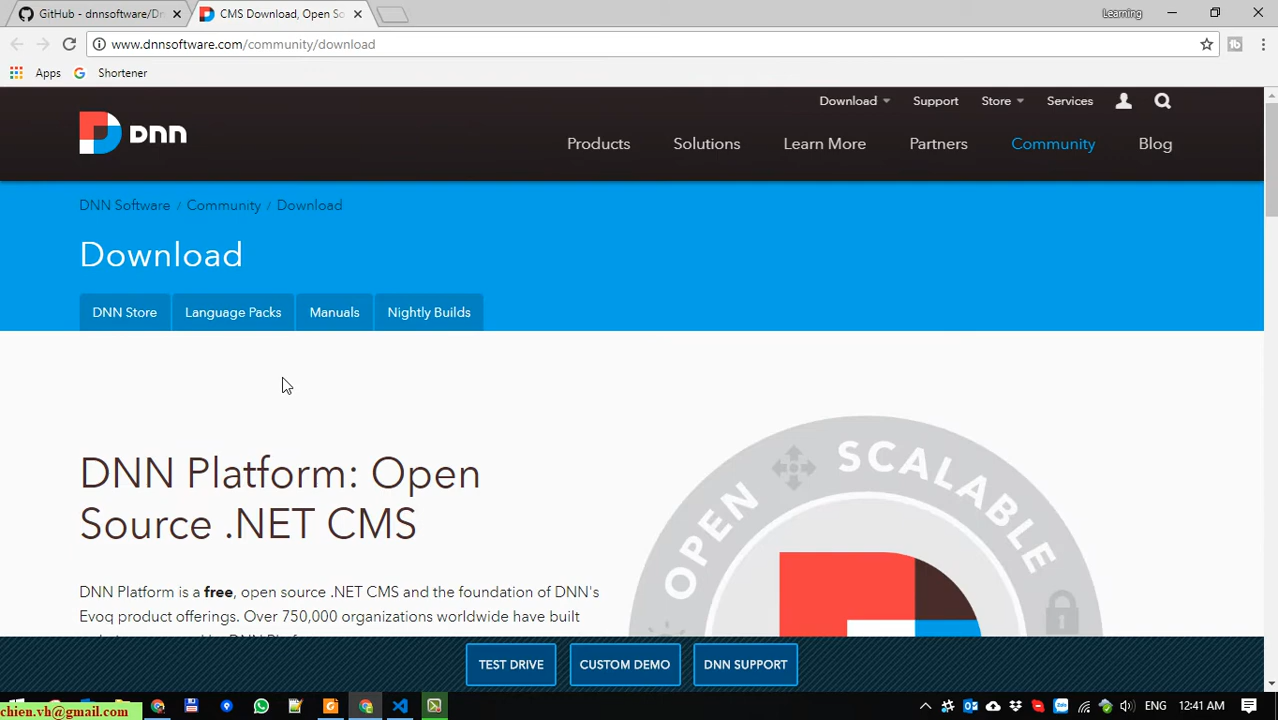 GitHub - dnnsoftware/Dn
CMS Download, Open So
Learning
www.dnnsoftware.com/community/download
Apps
Shortener
Download
Support
Store
Services
DNN
Products
Solutions
Learn More
Partners
Community
Blog
DNN Software / Community / Download
Download
DNN Store
Language Packs
Manuals
Nightly Builds
DNN Platform: Open
Source .NET CMS
OPEN
SCALABLE
DNN Platform is a free, open source .NET CMS and the foundation of DNN's
Evoq product offerings. Over 750,000 organizations worldwide have built
TEST DRIVE
CUSTOM DEMO
DNN SUPPORT
chien.vh@gmail.com
ENG
12:41 AM